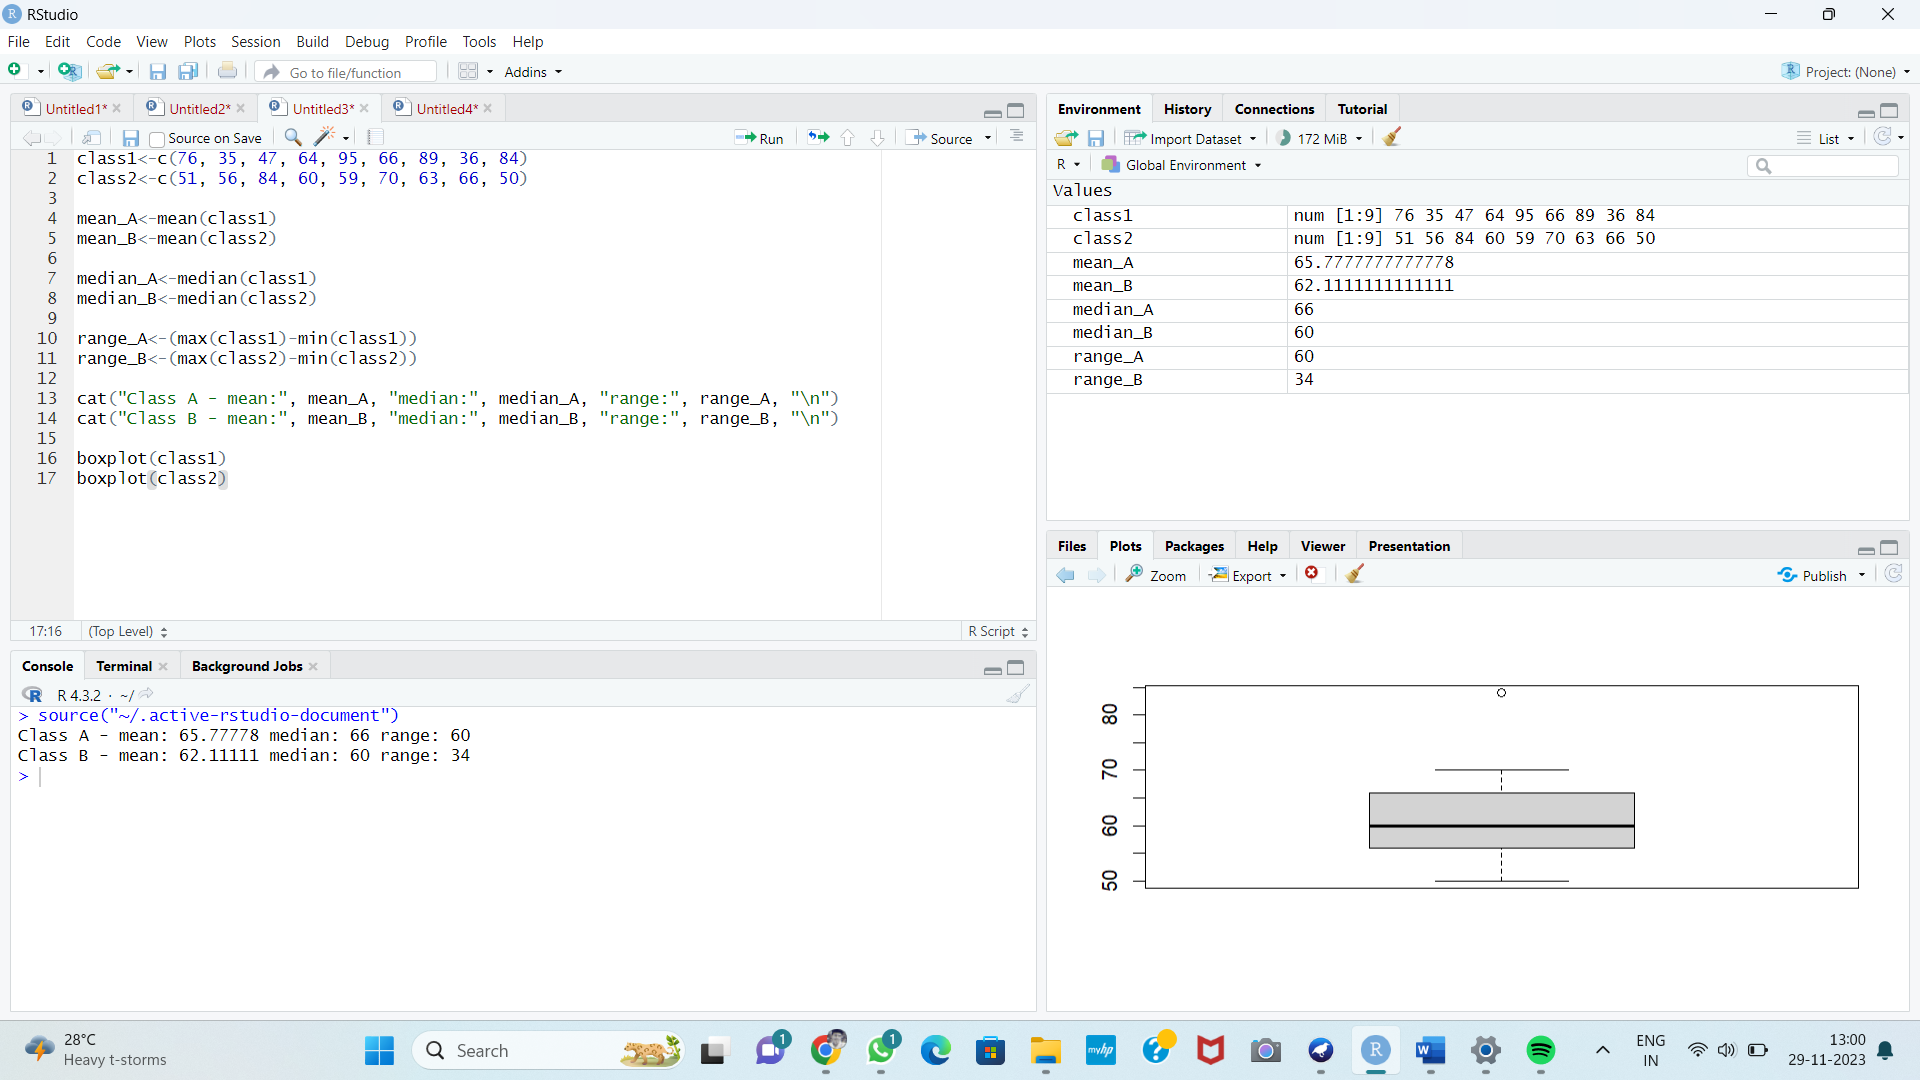 RStudio
File Edit Code View Plots Session Build Debug Profile Tools Help
Go to file/function Addins Project: (None)
Untitled1* Untitled2* Untitled3* Untitled4*
Source on Save Run Source
1 class1<-c(76, 35, 47, 64, 95, 66, 89, 36, 84)
2 class2<-c(51, 56, 84, 60, 59, 70, 63, 66, 50)
3
4 mean_A<-mean(class1)
5 mean_B<-mean(class2)
6
7 median_A<-median(class1)
8 median_B<-median(class2)
9
10 range_A<-(max(class1)-min(class1))
11 range_B<-(max(class2)-min(class2))
12
13 cat("Class A - mean:", mean_A, "median:", median_A, "range:", range_A, "\n")
14 cat("Class B - mean:", mean_B, "median:", median_B, "range:", range_B, "\n")
15
16 boxplot(class1)
17 boxplot(class2)
17:16 (Top Level) R Script
Console Terminal Background Jobs
R 4.3.2 · ~/
> source("~/.active-rstudio-document")
Class A - mean: 65.77778 median: 66 range: 60
Class B - mean: 62.11111 median: 60 range: 34
>
Environment History Connections Tutorial
Import Dataset 172 MiB List
R Global Environment
Values
class1 num [1:9] 76 35 47 64 95 66 89 36 84
class2 num [1:9] 51 56 84 60 59 70 63 66 50
mean_A 65.7777777777778
mean_B 62.1111111111111
median_A 66
median_B 60
range_A 60
range_B 34
Files Plots Packages Help Viewer Presentation
Zoom Export Publish
80
70
60
50
28°C
Heavy t-storms
Search
1
1
myhp
?
R
W
ENG
IN
13:00
29-11-2023